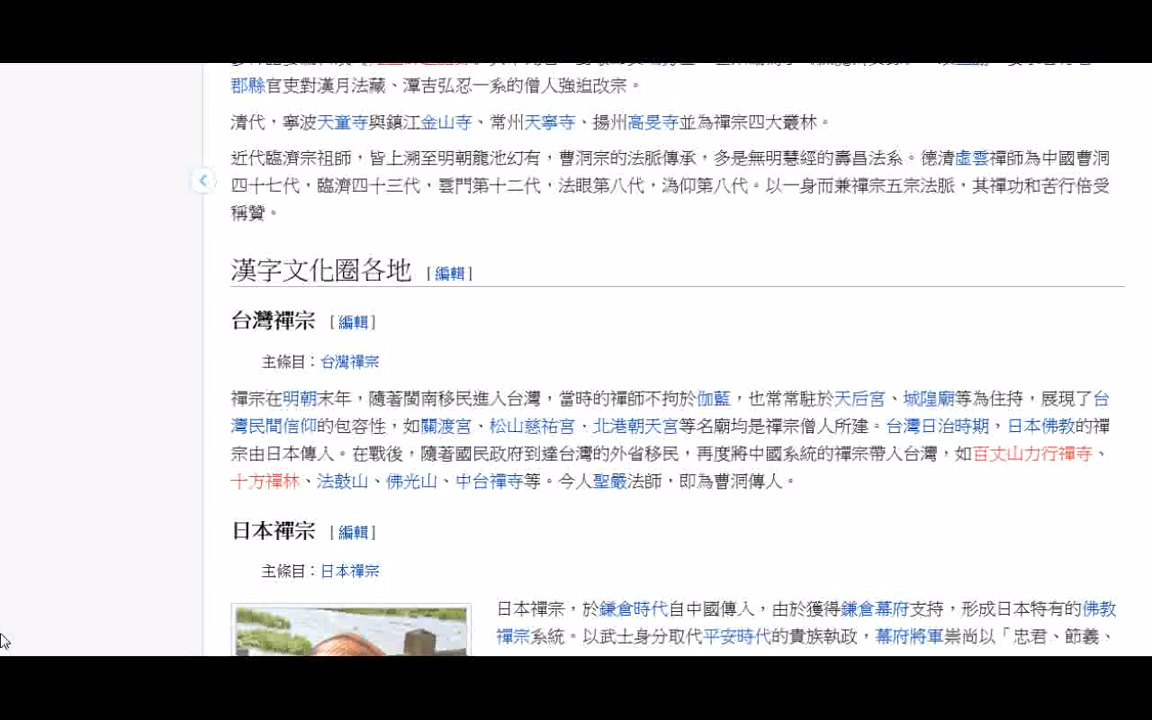 郡縣官吏對漢月法藏、潭吉弘忍一系的僧人強迫改宗。
清代，寧波天童寺與鎮江金山寺、常州天寧寺、揚州高旻寺並為禪宗四大叢林。
近代臨濟宗祖師，皆上溯至明朝龍池幻有，曹洞宗的法脈傳承，多是無明慧經的壽昌法系。德清虛雲禪師為中國曹洞
四十七代，臨濟四十三代，雲門第十二代，法眼第八代，溈仰第八代。以一身而兼禪宗五宗法脈，其禪功和苦行倍受
稱贊。
漢字文化圈各地 [編輯]
台灣禪宗 [編輯]
主條目：台灣禪宗
禪宗在明朝末年，隨著閩南移民進入台灣，當時的禪師不拘於伽藍，也常常駐於天后宮、城隍廟等為住持，展現了台
灣民間信仰的包容性，如關渡宮、松山慈祐宮、北港朝天宮等名廟均是禪宗僧人所建。台灣日治時期，日本佛教的禪
宗由日本傳人。在戰後，隨著國民政府到達台灣的外省移民，再度將中國系統的禪宗帶入台灣，如百丈山力行禪寺、
十方禪林、法鼓山、佛光山、中台禪寺等。今人聖嚴法師，即為曹洞傳人。
日本禪宗 [編輯]
主條目：日本禪宗
日本禪宗，於鎌倉時代自中國傳入，由於獲得鎌倉幕府支持，形成日本特有的佛教
禪宗系統。以武士身分取代平安時代的貴族執政，幕府將軍崇尚以「忠君、節義、